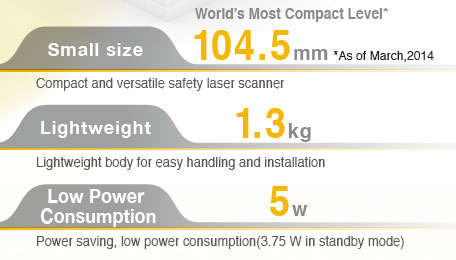 World's Most Compact Level*
Small size 104.5mm *As of March,2014
Compact and versatile safety laser scanner
Lightweight 1.3kg
Lightweight body for easy handling and installation
Low Power
Consumption 5w
Power saving, low power consumption(3.75 W in standby mode)